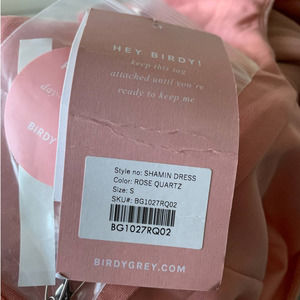 HEY BIRDY!
keep this tag
attached until you're
ready to keep me
day
BIRDY
Style no: SHAMIN DRESS
Color: ROSE QUARTZ
Size: S
SKU#: BG1027RQ02
BG1027RQ02
BIRDYGREY.COM